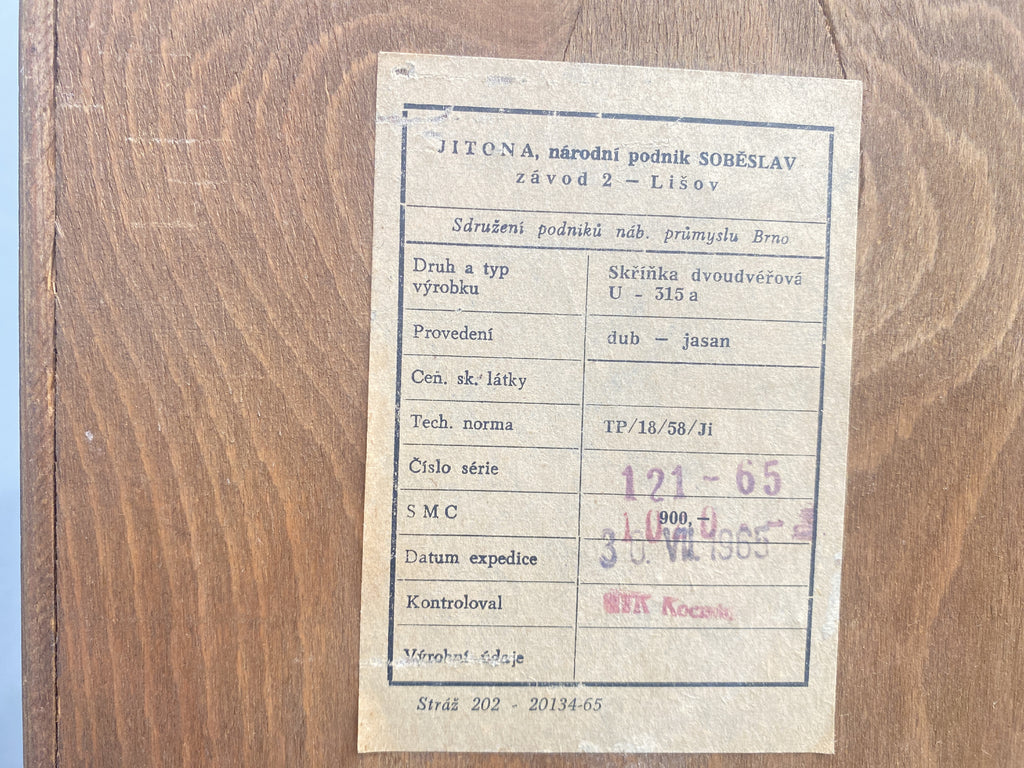 JITONA, národní podnik SOBĚSLAV
závod 2 — Lišov
Sdružení podniků náb. průmyslu Brno
Druh a typ výrobku
Skříňka dvoudvéřová
U - 315 a
Provedení
dub — jasan
Ceň. sk. látky
Tech. norma
TP/18/58/Ji
Číslo série
121 - 65
S M C
900,—
Datum expedice
30. VII. 1965
Kontroloval
Výrobní údaje
Stráž 202 - 20134-65